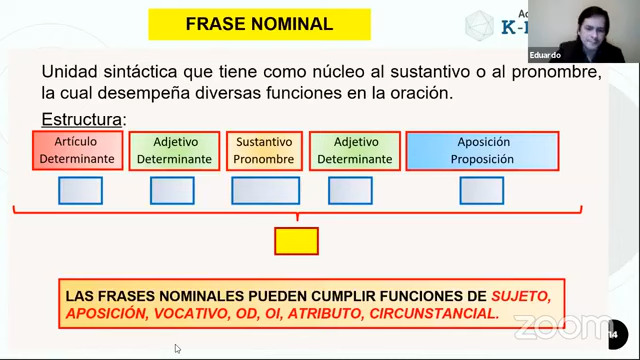 FRASE NOMINAL
Unidad sintáctica que tiene como núcleo al sustantivo o al pronombre,
la cual desempeña diversas funciones en la oración.
Estructura:
Artículo
Determinante
Adjetivo
Determinante
Sustantivo
Pronombre
Adjetivo
Determinante
Aposición
Proposición
LAS FRASES NOMINALES PUEDEN CUMPLIR FUNCIONES DE SUJETO,
APOSICIÓN, VOCATIVO, OD, OI, ATRIBUTO, CIRCUNSTANCIAL.
Eduardo
zoom
14